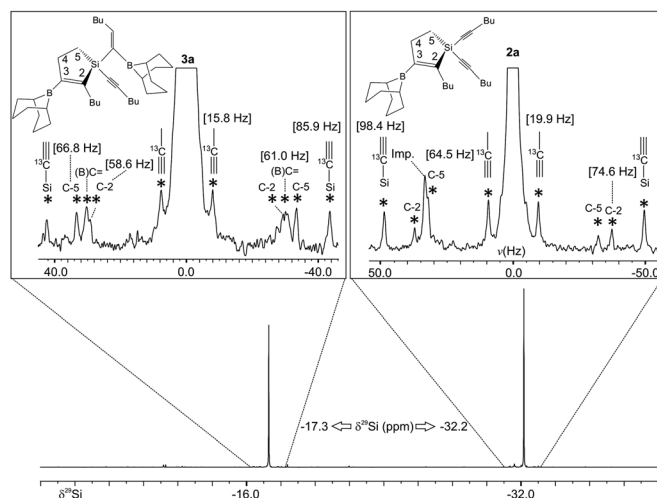 Bu
4
5
3
2
Si
B
B
Bu
Bu
3a
[15.8 Hz]
[85.9 Hz]
[66.8 Hz]
(B)C=
[58.6 Hz]
C-5
C-2
13C
Si
13C
13C
[61.0 Hz]
(B)C=
C-2
C-5
13C
Si
* * * * * * * * * *
40.0 0.0 -40.0
Bu
4
5
3
2
Si
B
Bu
Bu
2a
[19.9 Hz]
[98.4 Hz]
Imp.
[64.5 Hz]
C-5
C-2
13C
Si
13C
13C
[74.6 Hz]
C-5
C-2
13C
Si
* * * * * * * *
50.0 0.0 -50.0
ν(Hz)
-17.3 ⇐ δ29Si (ppm) ⇒ -32.2
δ29Si -16.0 -32.0